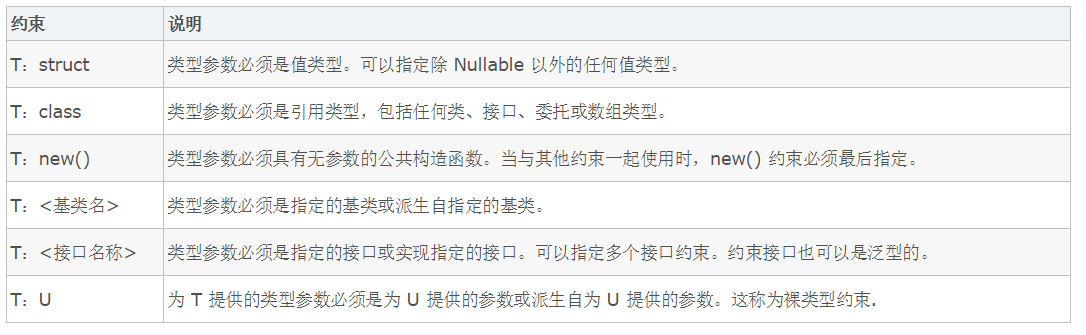 约束 说明
T：struct 类型参数必须是值类型。可以指定除 Nullable 以外的任何值类型。
T：class 类型参数必须是引用类型，包括任何类、接口、委托或数组类型。
T：new() 类型参数必须具有无参数的公共构造函数。当与其他约束一起使用时，new() 约束必须最后指定。
T：<基类名> 类型参数必须是指定的基类或派生自指定的基类。
T：<接口名称> 类型参数必须是指定的接口或实现指定的接口。可以指定多个接口约束。约束接口也可以是泛型的。
T：U 为 T 提供的类型参数必须是为 U 提供的参数或派生自为 U 提供的参数。这称为裸类型约束.